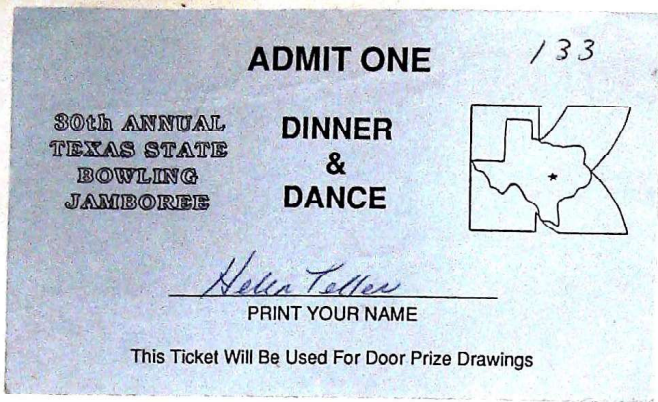 ADMIT ONE
133
30th ANNUAL
TEXAS STATE
BOWLING
JAMBOREE
DINNER
&
DANCE
Helen Teller
PRINT YOUR NAME
This Ticket Will Be Used For Door Prize Drawings